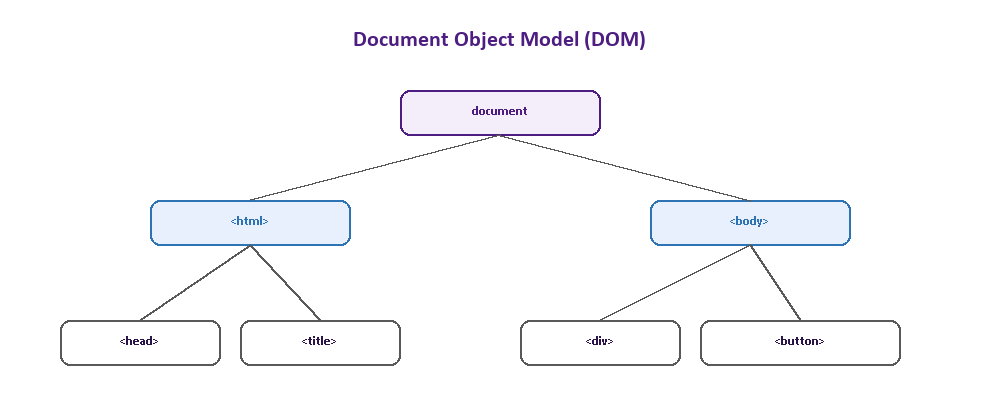 Document Object Model (DOM)
document
<html>
<body>
<head>
<title>
<div>
<button>